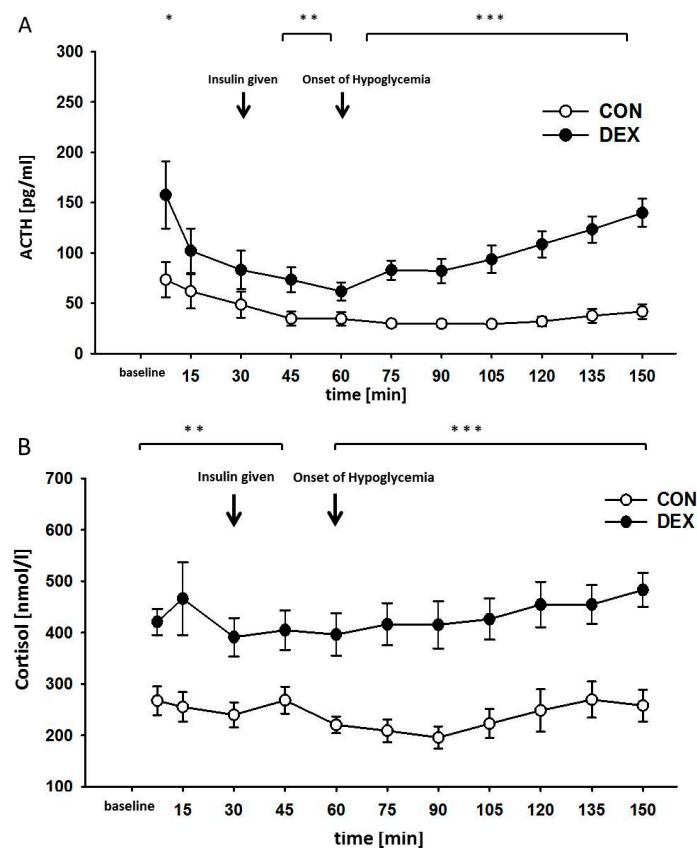 A
*
* *
* * *
300
Insulin given
Onset of Hypoglycemia
250
CON
200
DEX
150
ACTH [pg/ml]
100
50
0
baseline 15 30 45 60 75 90 105 120 135 150
time [min]
B
* *
* * *
700
Insulin given
Onset of Hypoglycemia
CON
600
DEX
500
Cortisol [nmol/l]
400
300
200
100
baseline 15 30 45 60 75 90 105 120 135 150
time [min]